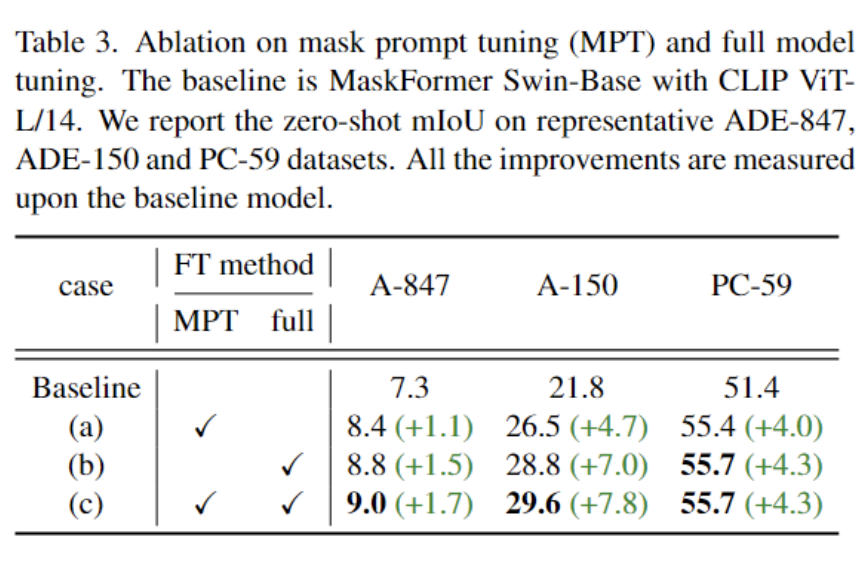 Table 3. Ablation on mask prompt tuning (MPT) and full model
tuning. The baseline is MaskFormer Swin-Base with CLIP ViT-
L/14. We report the zero-shot mIoU on representative ADE-847,
ADE-150 and PC-59 datasets. All the improvements are measured
upon the baseline model.
case FT method A-847 A-150 PC-59
MPT full
Baseline 7.3 21.8 51.4
(a) ✓ 8.4 (+1.1) 26.5 (+4.7) 55.4 (+4.0)
(b) ✓ 8.8 (+1.5) 28.8 (+7.0) 55.7 (+4.3)
(c) ✓ ✓ 9.0 (+1.7) 29.6 (+7.8) 55.7 (+4.3)